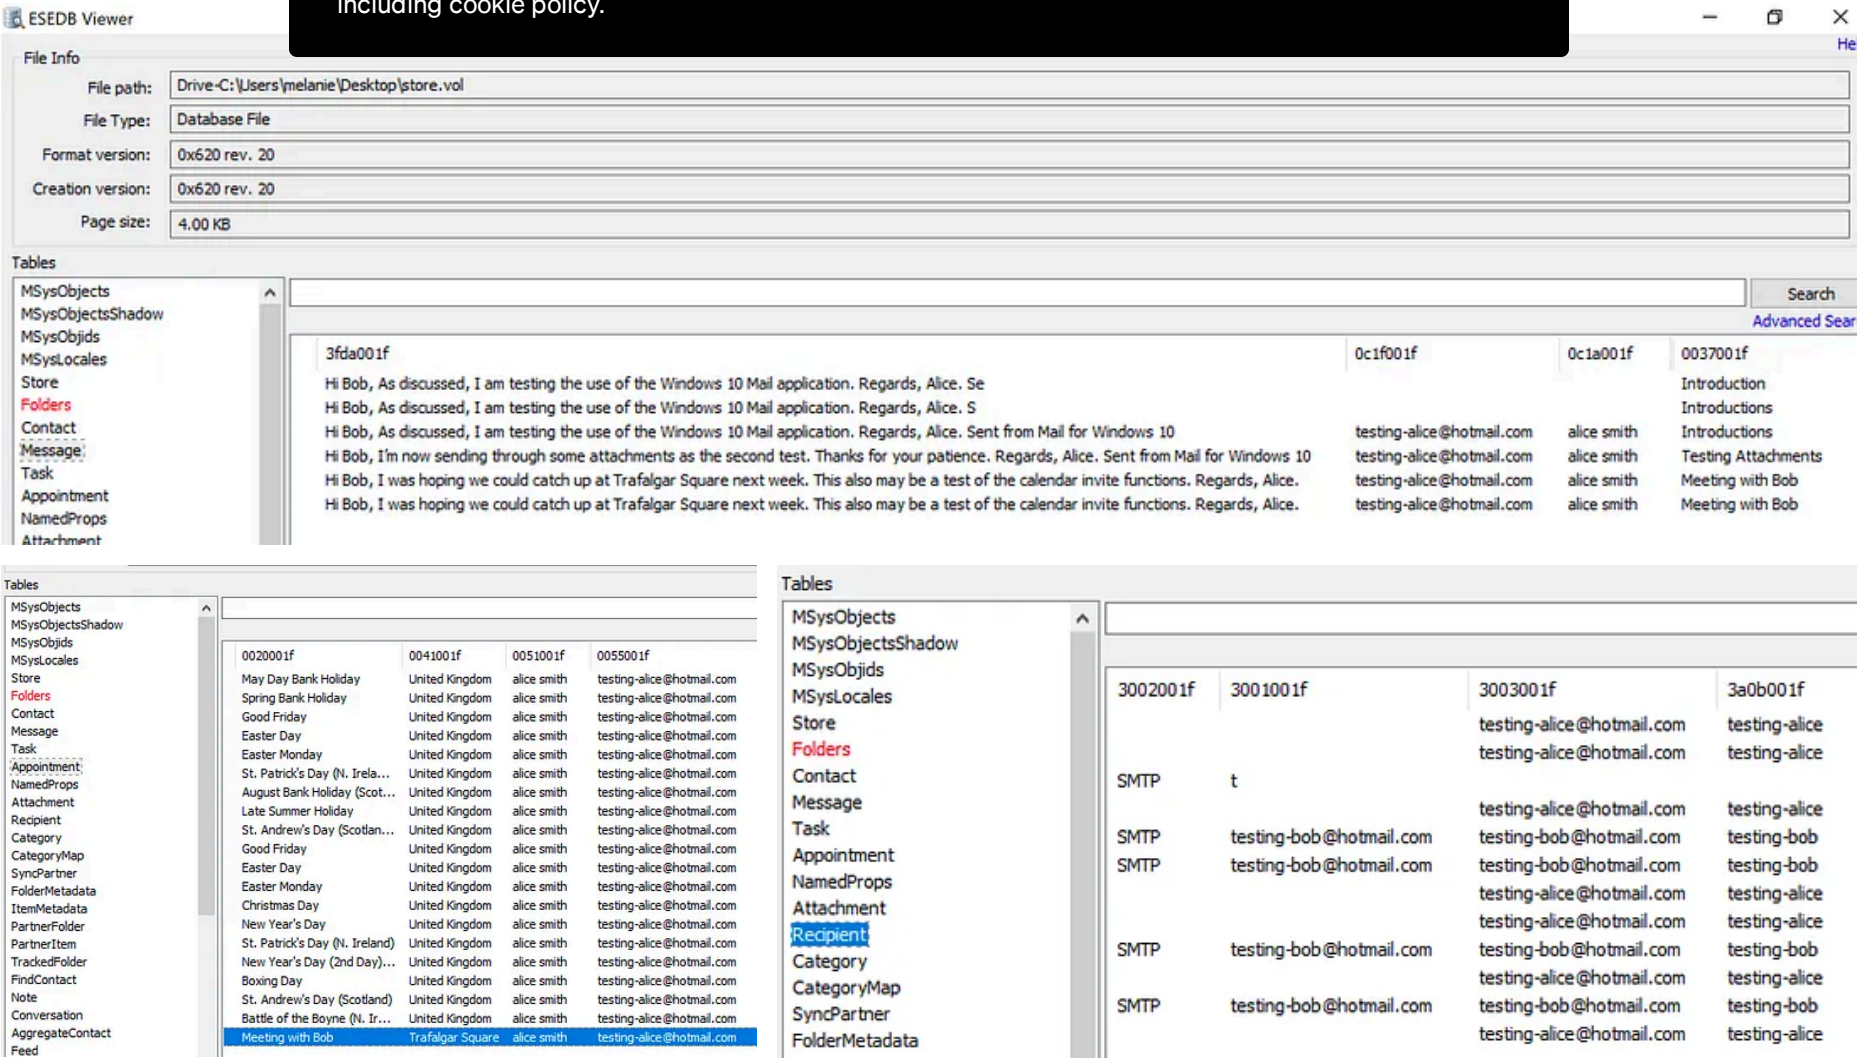 including cookie policy.
ESEDB Viewer
He
File Info
File path: Drive-C:\Users\melanie\Desktop\store.vol
File Type: Database File
Format version: 0x620 rev. 20
Creation version: 0x620 rev. 20
Page size: 4.00 KB
Tables
MSysObjects
MSysObjectsShadow
MSysObjids
MSysLocales
Store
Folders
Contact
Message
Task
Appointment
NamedProps
Attachment
Search
Advanced Sear
3fda001f 0c1f001f 0c1a001f 0037001f
Hi Bob, As discussed, I am testing the use of the Windows 10 Mail application. Regards, Alice. Se Introduction
Hi Bob, As discussed, I am testing the use of the Windows 10 Mail application. Regards, Alice. S Introductions
Hi Bob, As discussed, I am testing the use of the Windows 10 Mail application. Regards, Alice. Sent from Mail for Windows 10 testing-alice@hotmail.com alice smith Introductions
Hi Bob, I'm now sending through some attachments as the second test. Thanks for your patience. Regards, Alice. Sent from Mail for Windows 10 testing-alice@hotmail.com alice smith Testing Attachments
Hi Bob, I was hoping we could catch up at Trafalgar Square next week. This also may be a test of the calendar invite functions. Regards, Alice. testing-alice@hotmail.com alice smith Meeting with Bob
Hi Bob, I was hoping we could catch up at Trafalgar Square next week. This also may be a test of the calendar invite functions. Regards, Alice. testing-alice@hotmail.com alice smith Meeting with Bob
Tables
MSysObjects
MSysObjectsShadow
MSysObjids
MSysLocales
Store
Folders
Contact
Message
Task
Appointment
NamedProps
Attachment
Recipient
Category
CategoryMap
SyncPartner
FolderMetadata
ItemMetadata
PartnerFolder
PartnerItem
TrackedFolder
FindContact
Note
Conversation
AggregateContact
Feed
0020001f 0041001f 0051001f 0055001f
May Day Bank Holiday United Kingdom alice smith testing-alice@hotmail.com
Spring Bank Holiday United Kingdom alice smith testing-alice@hotmail.com
Good Friday United Kingdom alice smith testing-alice@hotmail.com
Easter Day United Kingdom alice smith testing-alice@hotmail.com
Easter Monday United Kingdom alice smith testing-alice@hotmail.com
St. Patrick's Day (N. Irela... United Kingdom alice smith testing-alice@hotmail.com
August Bank Holiday (Scot... United Kingdom alice smith testing-alice@hotmail.com
Late Summer Holiday United Kingdom alice smith testing-alice@hotmail.com
St. Andrew's Day (Scotlan... United Kingdom alice smith testing-alice@hotmail.com
Good Friday United Kingdom alice smith testing-alice@hotmail.com
Easter Day United Kingdom alice smith testing-alice@hotmail.com
Easter Monday United Kingdom alice smith testing-alice@hotmail.com
Christmas Day United Kingdom alice smith testing-alice@hotmail.com
New Year's Day United Kingdom alice smith testing-alice@hotmail.com
St. Patrick's Day (N. Ireland) United Kingdom alice smith testing-alice@hotmail.com
New Year's Day (2nd Day)... United Kingdom alice smith testing-alice@hotmail.com
Boxing Day United Kingdom alice smith testing-alice@hotmail.com
St. Andrew's Day (Scotland) United Kingdom alice smith testing-alice@hotmail.com
Battle of the Boyne (N. Ir... United Kingdom alice smith testing-alice@hotmail.com
Meeting with Bob Trafalgar Square alice smith testing-alice@hotmail.com
Tables
MSysObjects
MSysObjectsShadow
MSysObjids
MSysLocales
Store
Folders
Contact
Message
Task
Appointment
NamedProps
Attachment
Recipient
Category
CategoryMap
SyncPartner
FolderMetadata
3002001f 3001001f 3003001f 3a0b001f
testing-alice@hotmail.com testing-alice
testing-alice@hotmail.com testing-alice
SMTP t
testing-alice@hotmail.com testing-alice
SMTP testing-bob@hotmail.com testing-bob@hotmail.com testing-bob
SMTP testing-bob@hotmail.com testing-bob@hotmail.com testing-bob
testing-alice@hotmail.com testing-alice
testing-alice@hotmail.com testing-alice
SMTP testing-bob@hotmail.com testing-bob@hotmail.com testing-bob
testing-alice@hotmail.com testing-alice
SMTP testing-bob@hotmail.com testing-bob@hotmail.com testing-bob
testing-alice@hotmail.com testing-alice